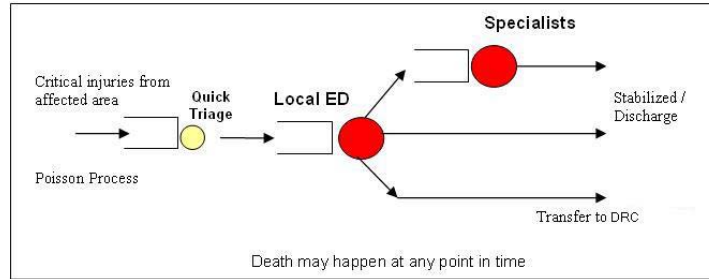 Specialists
Critical injuries from
affected area
Quick
Triage
Local ED
Stabilized /
Discharge
Poisson Process
Transfer to DRC
Death may happen at any point in time